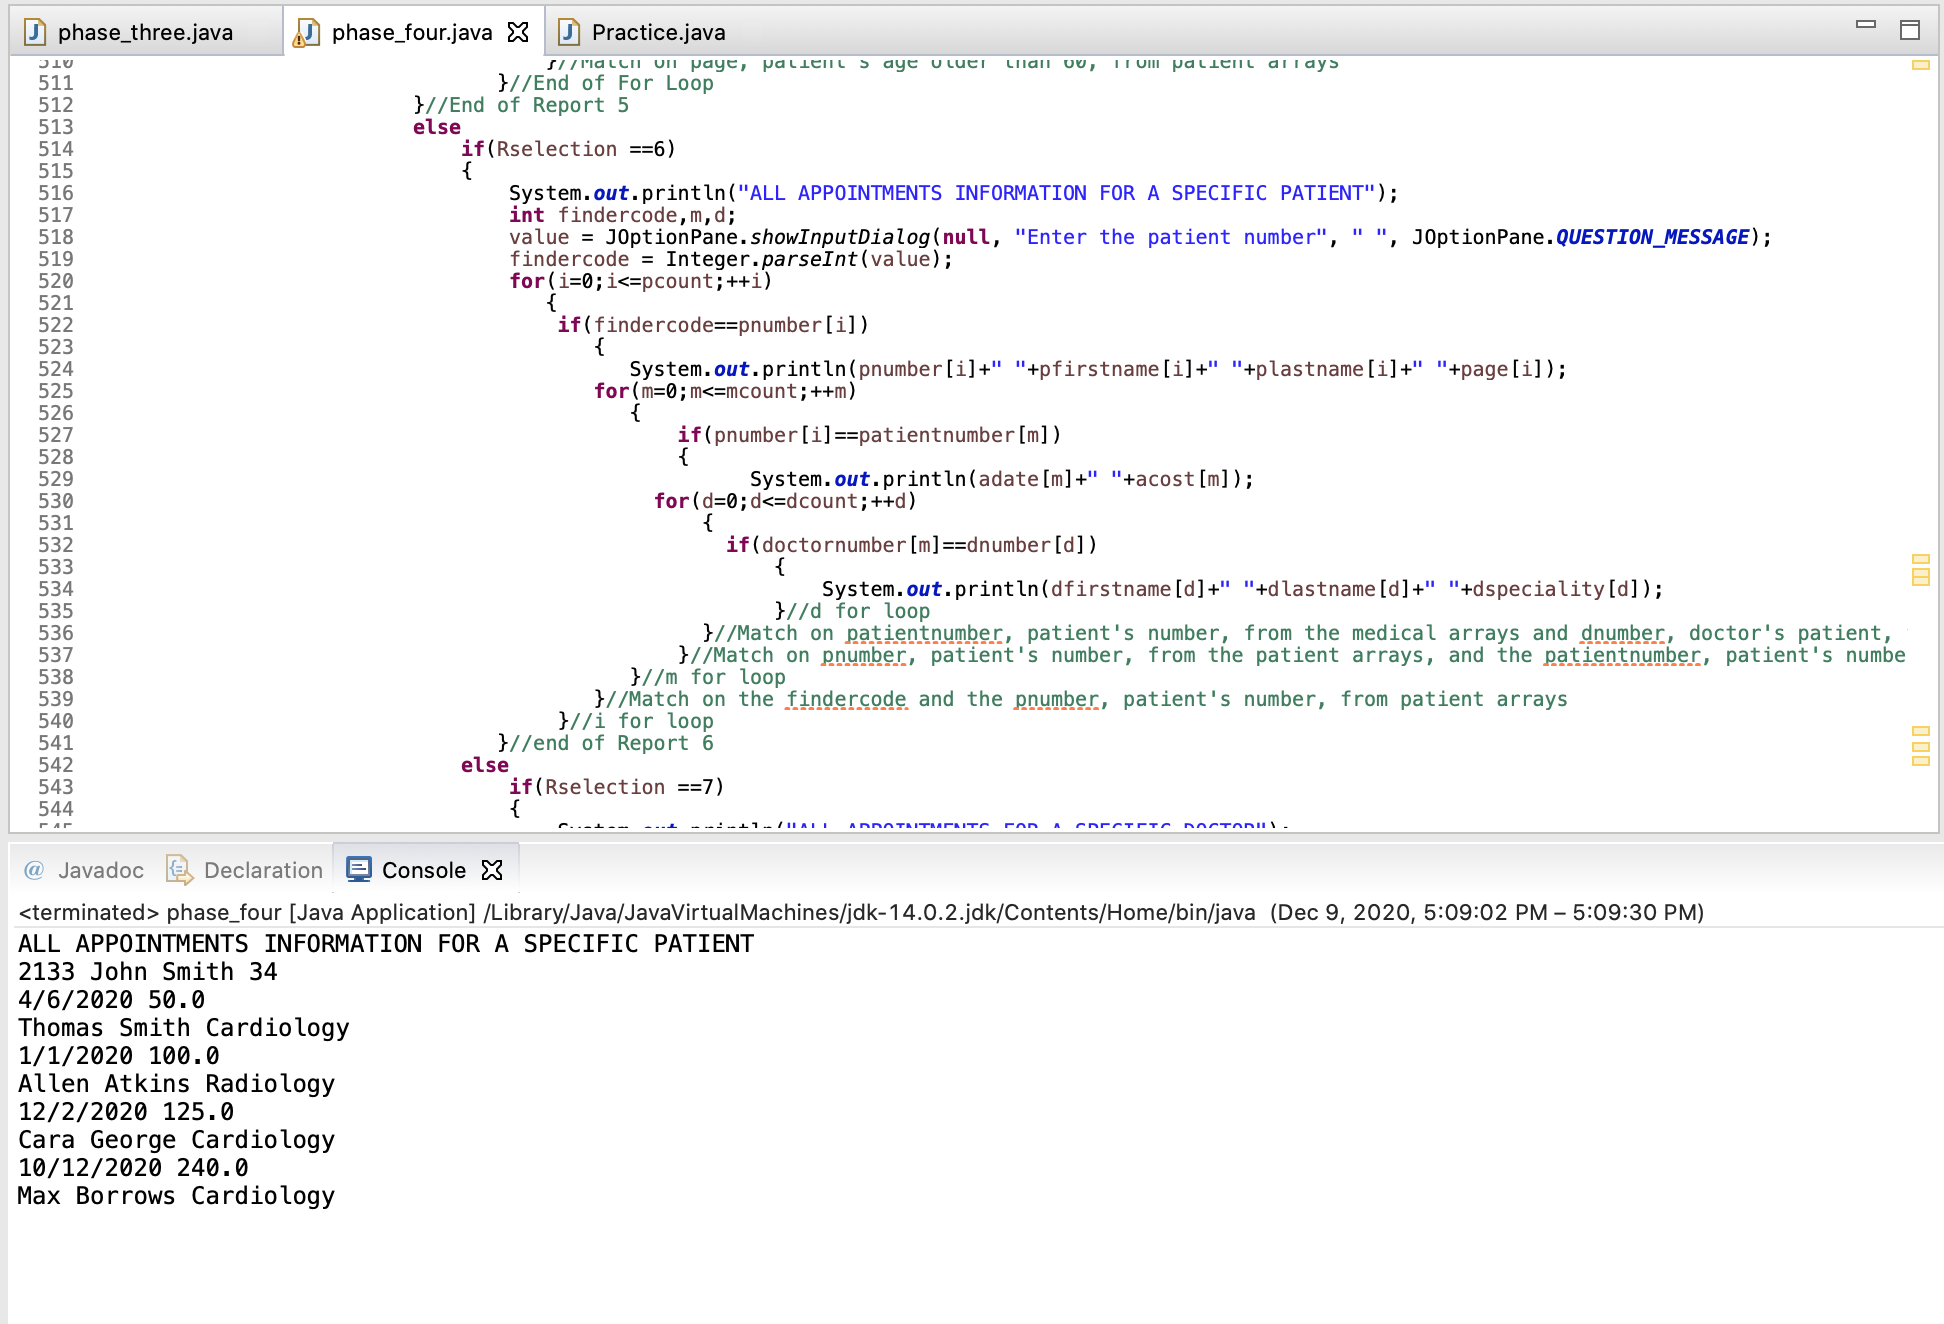 phase_three.java phase_four.java Practice.java
510 }//Match on page, patient's age older than 60, from patient arrays
511 }//End of For Loop
512 }//End of Report 5
513 else
514 if(Rselection ==6)
515 {
516 System.out.println("ALL APPOINTMENTS INFORMATION FOR A SPECIFIC PATIENT");
517 int findercode,m,d;
518 value = JOptionPane.showInputDialog(null, "Enter the patient number", " ", JOptionPane.QUESTION_MESSAGE);
519 findercode = Integer.parseInt(value);
520 for(i=0;i<=pcount;++i)
521 {
522 if(findercode==pnumber[i])
523 {
524 System.out.println(pnumber[i]+" "+pfirstname[i]+" "+plastname[i]+" "+page[i]);
525 for(m=0;m<=mcount;++m)
526 {
527 if(pnumber[i]==patientnumber[m])
528 {
529 System.out.println(adate[m]+" "+acost[m]);
530 for(d=0;d<=dcount;++d)
531 {
532 if(doctornumber[m]==dnumber[d])
533 {
534 System.out.println(dfirstname[d]+" "+dlastname[d]+" "+dspeciality[d]);
535 }//d for loop
536 }//Match on patientnumber, patient's number, from the medical arrays and dnumber, doctor's patient,
537 }//Match on pnumber, patient's number, from the patient arrays, and the patientnumber, patient's numbe
538 }//m for loop
539 }//Match on the findercode and the pnumber, patient's number, from patient arrays
540 }//i for loop
541 }//end of Report 6
542 else
543 if(Rselection ==7)
544 {
545 System.out.println("ALL APPOINTMENTS FOR A SPECIFIC DOCTOR");
@ Javadoc Declaration Console
<terminated> phase_four [Java Application] /Library/Java/JavaVirtualMachines/jdk-14.0.2.jdk/Contents/Home/bin/java (Dec 9, 2020, 5:09:02 PM – 5:09:30 PM)
ALL APPOINTMENTS INFORMATION FOR A SPECIFIC PATIENT
2133 John Smith 34
4/6/2020 50.0
Thomas Smith Cardiology
1/1/2020 100.0
Allen Atkins Radiology
12/2/2020 125.0
Cara George Cardiology
10/12/2020 240.0
Max Borrows Cardiology